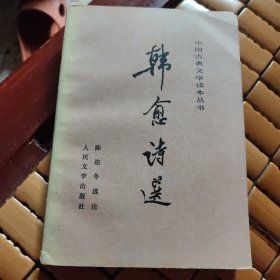 中国古典文学读本丛书
韩愈诗選
陈迩冬选注
人民文学出版社